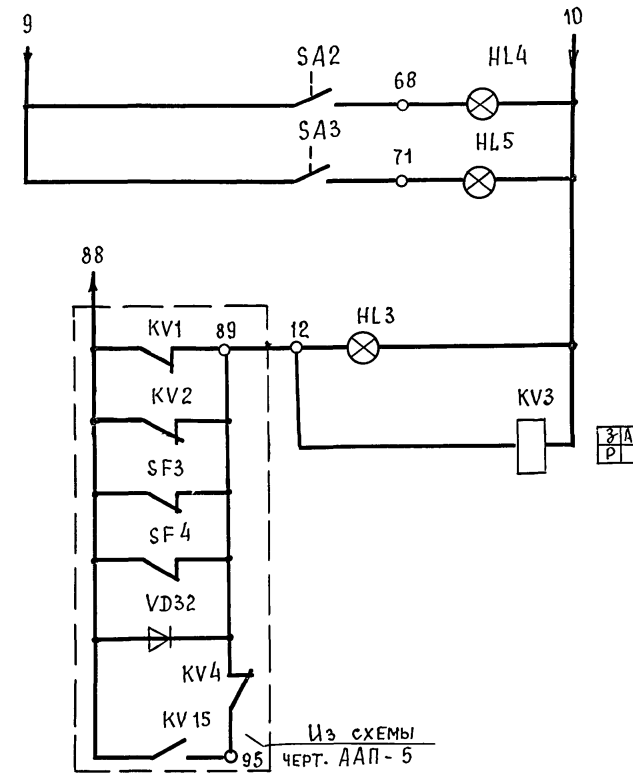 9
10
SA2
68
HL4
SA3
71
HL5
88
KV1
89
12
HL3
KV2
KV3
З А
Р
SF3
SF4
VD32
KV4
KV15
95
Из схемы
черт. ААП-5